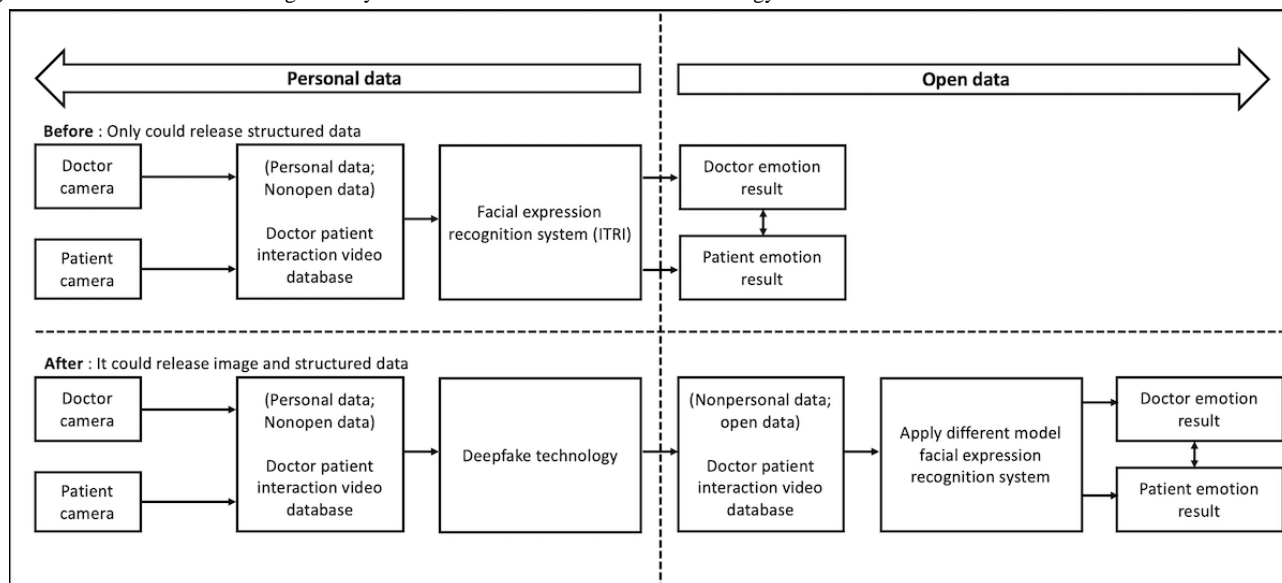 Personal data
Open data
Before : Only could release structured data
Doctor
camera
Patient
camera
(Personal data;
Nonopen data)
Doctor patient
interaction video
database
Facial expression
recognition system (ITRI)
Doctor emotion
result
Patient emotion
result
After : It could release image and structured data
Doctor
camera
Patient
camera
(Personal data;
Nonopen data)
Doctor patient
interaction video
database
Deepfake technology
(Nonpersonal data;
open data)
Doctor patient
interaction video
database
Apply different model
facial expression
recognition system
Doctor emotion
result
Patient emotion
result